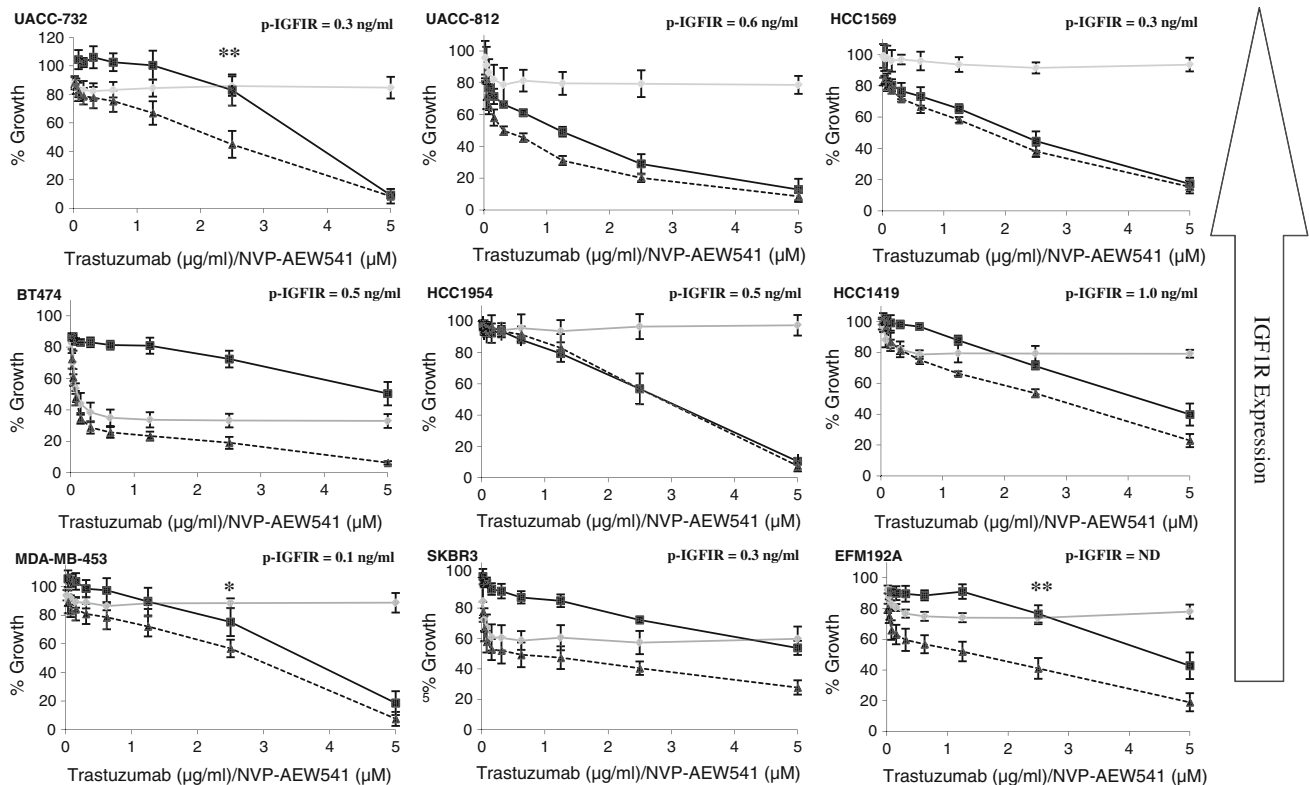 UACC-732
p-IGFIR = 0.3 ng/ml
**
% Growth
120
100
80
60
40
20
0
0 1 2 3 4 5
Trastuzumab (µg/ml)/NVP-AEW541 (µM)
UACC-812
p-IGFIR = 0.6 ng/ml
% Growth
100
80
60
40
20
0
0 1 2 3 4 5
Trastuzumab (µg/ml)/NVP-AEW541 (µM)
HCC1569
p-IGFIR = 0.3 ng/ml
% Growth
100
80
60
40
20
0
0 1 2 3 4 5
Trastuzumab (µg/ml)/NVP-AEW541 (µM)
BT474
p-IGFIR = 0.5 ng/ml
% Growth
100
80
60
40
20
0
0 1 2 3 4 5
Trastuzumab (µg/ml)/NVP-AEW541 (µM)
HCC1954
p-IGFIR = 0.5 ng/ml
% Growth
100
80
60
40
20
0
0 1 2 3 4 5
Trastuzumab (µg/ml)/NVP-AEW541 (µM)
HCC1419
p-IGFIR = 1.0 ng/ml
% Growth
100
80
60
40
20
0
0 1 2 3 4 5
Trastuzumab (µg/ml)/NVP-AEW541 (µM)
MDA-MB-453
p-IGFIR = 0.1 ng/ml
*
% Growth
100
80
60
40
20
0
0 1 2 3 4 5
Trastuzumab (µg/ml)/NVP-AEW541 (µM)
SKBR3
p-IGFIR = 0.3 ng/ml
% Growth
100
80
60
40
20
0
0 1 2 3 4 5
Trastuzumab (µg/ml)/NVP-AEW541 (µM)
EFM192A
p-IGFIR = ND
**
% Growth
100
80
60
40
20
0
0 1 2 3 4 5
Trastuzumab (µg/ml)/NVP-AEW541 (µM)
IGF1R Expression